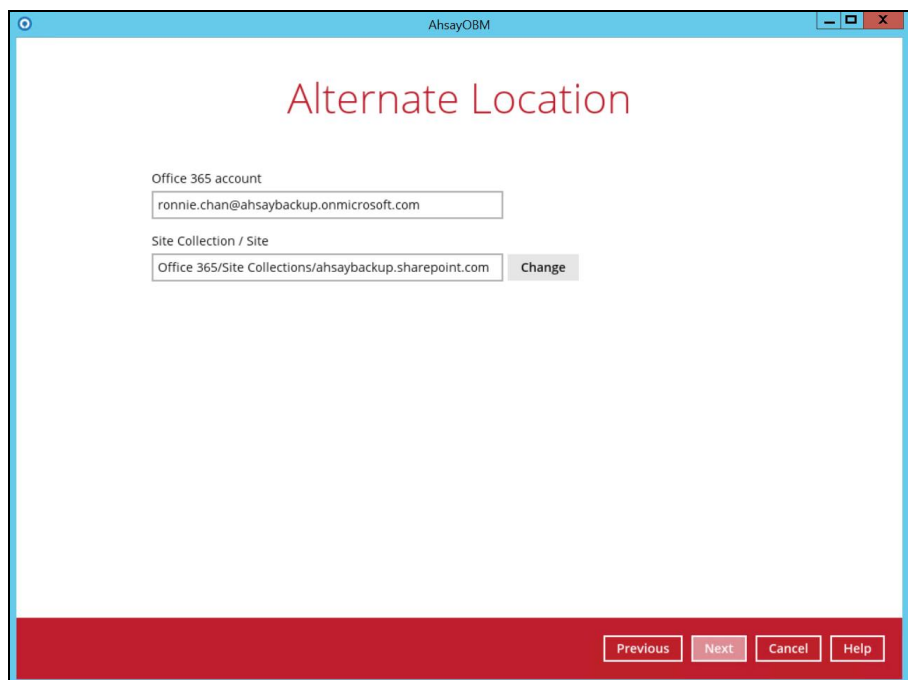 AhsayOBM
X
Alternate Location
Office 365 account
ronnie.chan@ahsaybackup.onmicrosoft.com
Site Collection / Site
Office 365/Site Collections/ahsaybackup.sharepoint.com Change
Previous Next Cancel Help